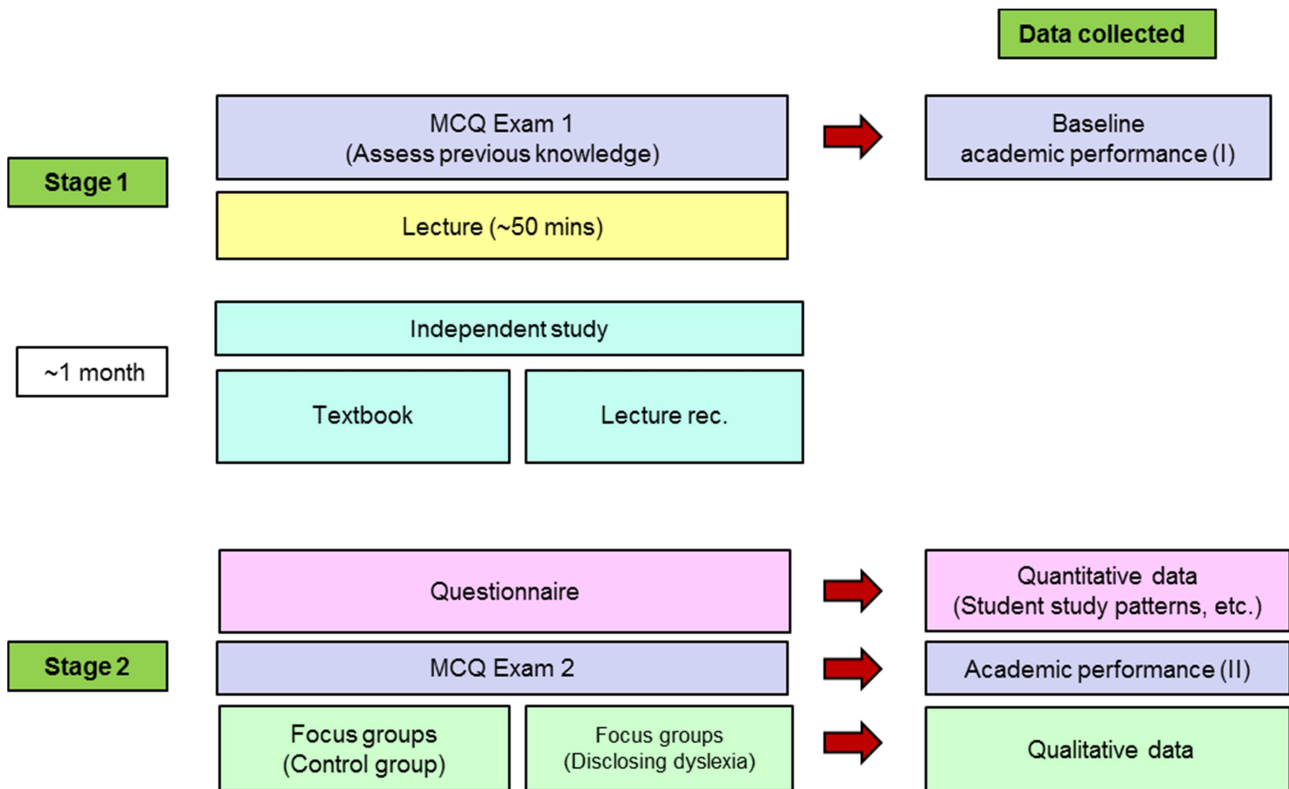 Data collected
MCQ Exam 1
(Assess previous knowledge)
Baseline
academic performance (I)
Stage 1
Lecture (~50 mins)
Independent study
~1 month
Textbook
Lecture rec.
Questionnaire
Quantitative data
(Student study patterns, etc.)
Stage 2
MCQ Exam 2
Academic performance (II)
Focus groups
(Control group)
Focus groups
(Disclosing dyslexia)
Qualitative data